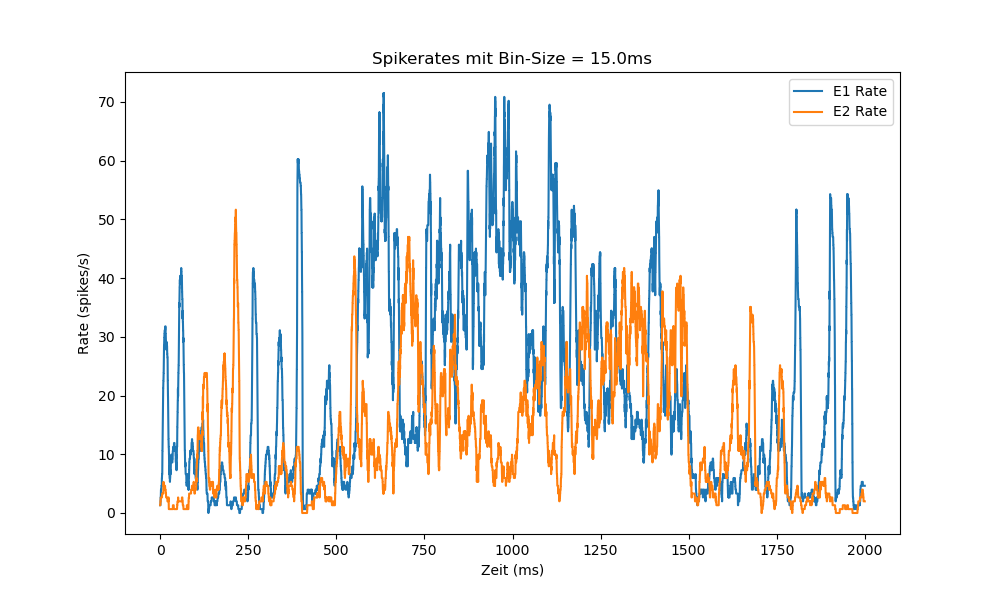 Spikerates mit Bin-Size = 15.0ms
E1 Rate
E2 Rate
Rate (spikes/s)
70
60
50
40
30
20
10
0
0 250 500 750 1000 1250 1500 1750 2000
Zeit (ms)